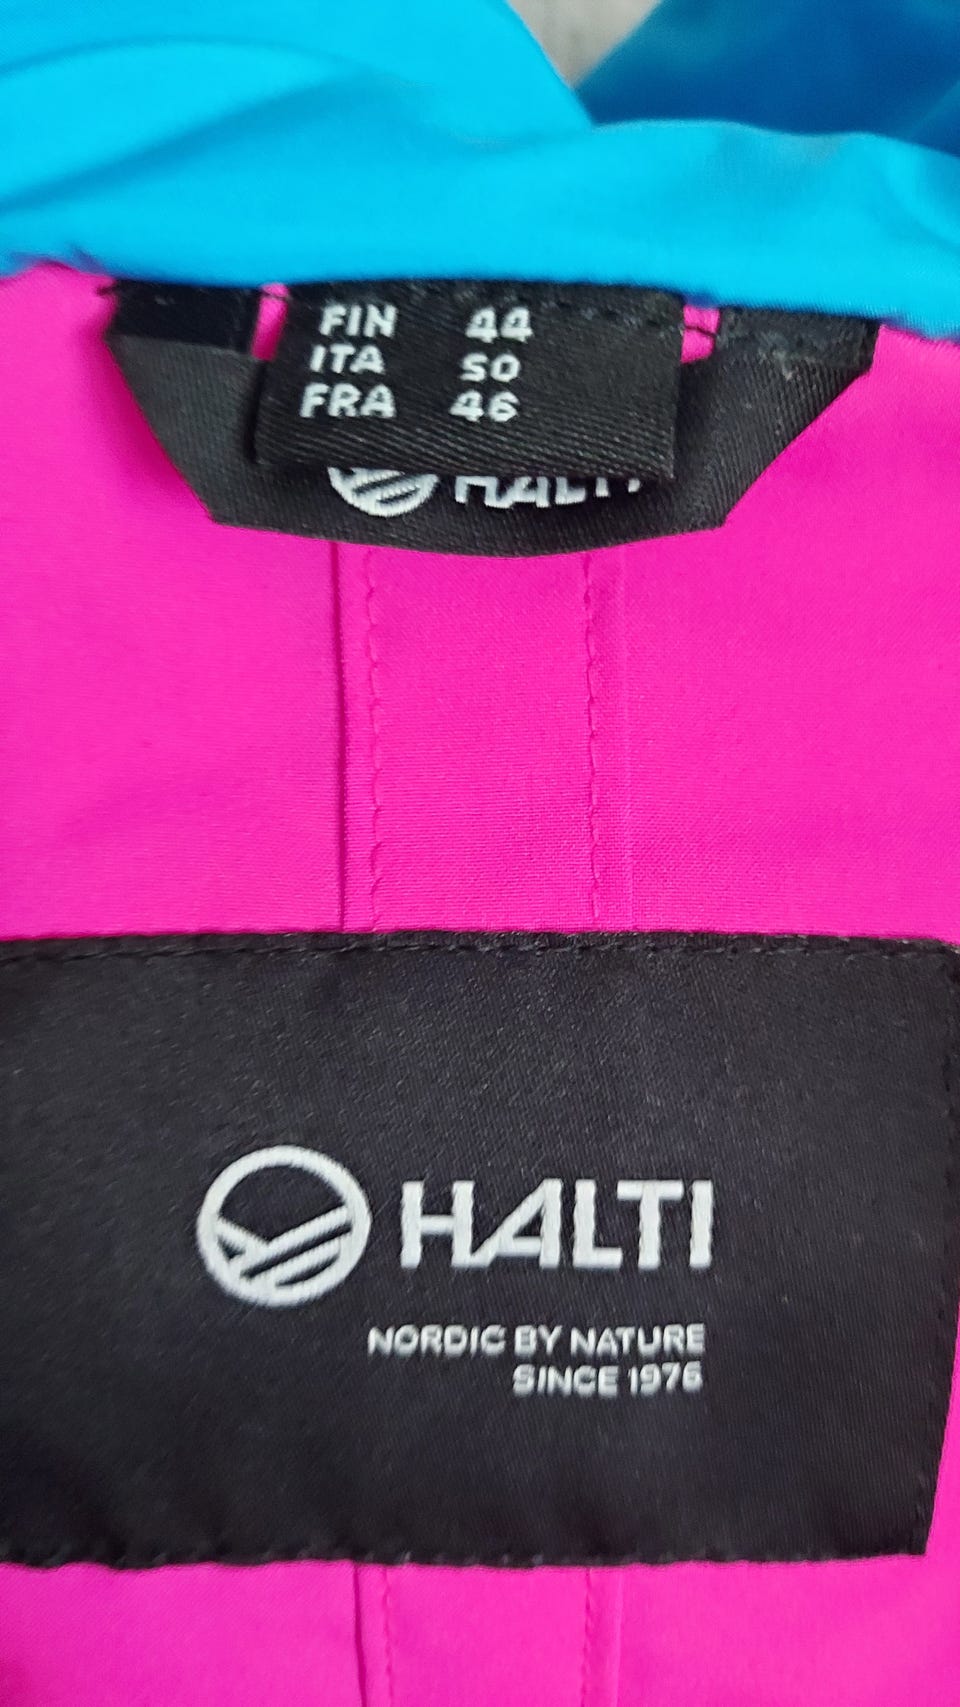 FIN 44
ITA 50
FRA 46
HALTI
HALTI
NORDIC BY NATURE
SINCE 1976